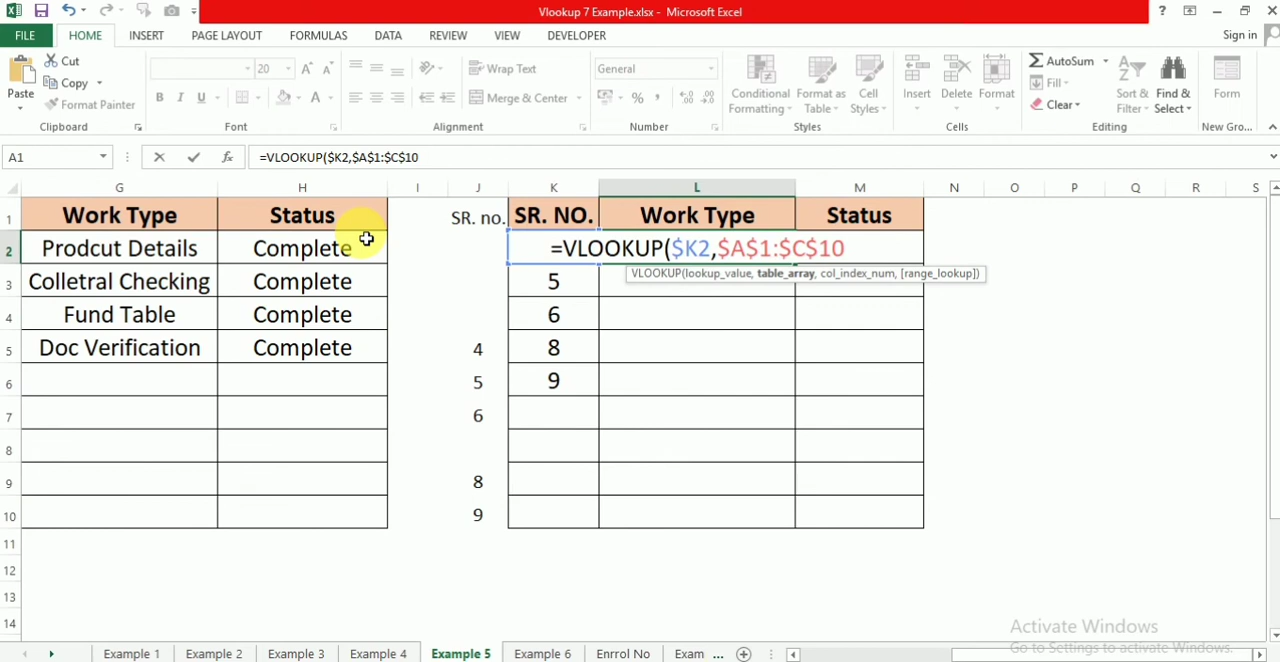 Vlookup 7 Example.xlsx - Microsoft Excel
?
FILE HOME INSERT PAGE LAYOUT FORMULAS DATA REVIEW VIEW DEVELOPER Sign in
Paste
Cut
Copy
Format Painter
Clipboard
20
B I U
Font
Wrap Text
Merge & Center
Alignment
General
%
Number
Conditional Formatting
Format as Table
Cell Styles
Styles
Insert Delete Format
Cells
AutoSum
Fill
Clear
Sort & Filter
Find & Select
Editing
Form
New Gro...
A1 fx =VLOOKUP($K2,$A$1:$C$10
G H I J K L M N O P Q R S
1 Work Type Status SR. no. SR. NO. Work Type Status
2 Prodcut Details Complete =VLOOKUP($K2,$A$1:$C$10
VLOOKUP(lookup_value, table_array, col_index_num, [range_lookup])
3 Colletral Checking Complete 5
4 Fund Table Complete 6
5 Doc Verification Complete 4 8
6 5 9
7 6
8
9 8
10 9
11
12
13
14
Activate Windows
Go to Settings to activate Windows.
Example 1 Example 2 Example 3 Example 4 Example 5 Example 6 Enrrol No Exam ...